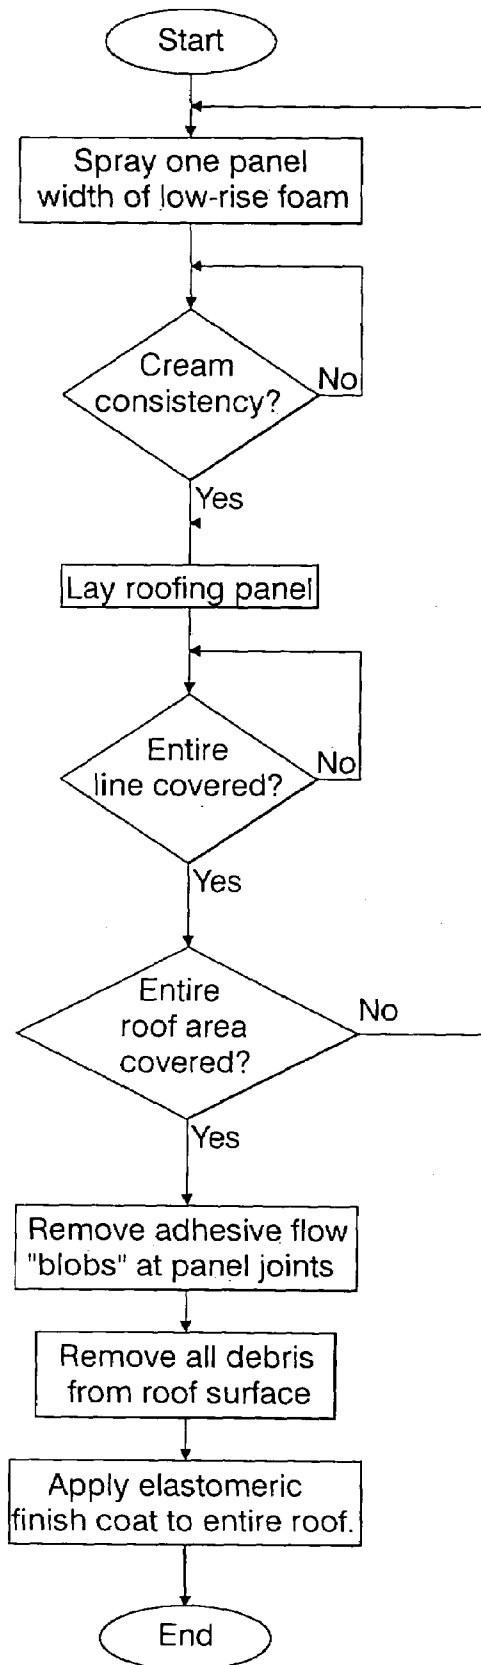 Start
Spray one panel
width of low-rise foam
Cream
consistency?
No
Yes
Lay roofing panel
Entire
line covered?
No
Yes
Entire
roof area
covered?
No
Yes
Remove adhesive flow
"blobs" at panel joints
Remove all debris
from roof surface
Apply elastomeric
finish coat to entire roof.
End